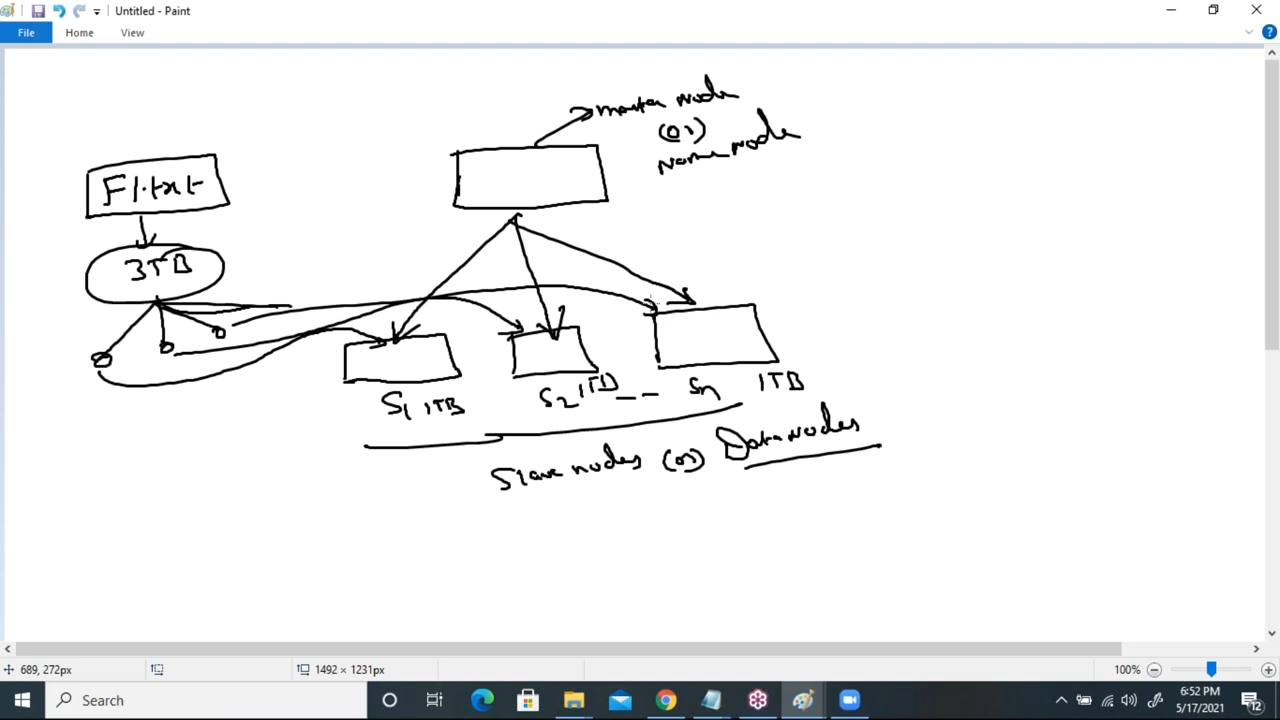 Untitled - Paint
File Home View
master node
(or)
Name node
F1.txt
3TB
S1 1TB
S2 1TB -- Sn 1TB
Slave nodes (or) Data nodes
689, 272px
1492 × 1231px
100%
Search
6:52 PM
5/17/2021
12